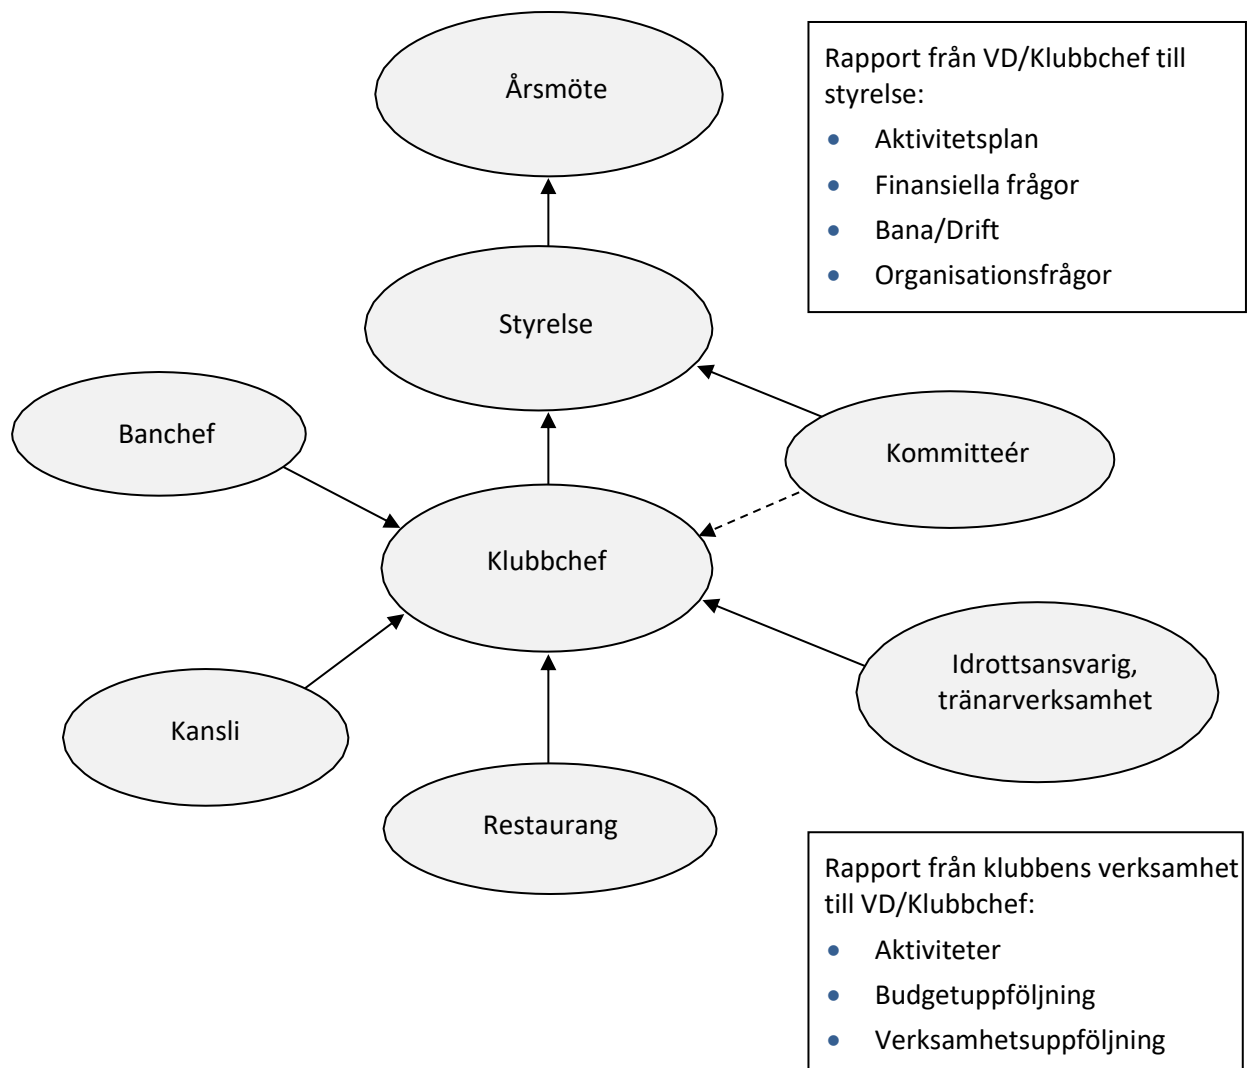 Årsmöte
Rapport från VD/Klubbchef till
styrelse:
• Aktivitetsplan
• Finansiella frågor
• Bana/Drift
• Organisationsfrågor
Styrelse
Banchef
Kommitteér
Klubbchef
Idrottsansvarig,
tränarverksamhet
Kansli
Restaurang
Rapport från klubbens verksamhet
till VD/Klubbchef:
• Aktiviteter
• Budgetuppföljning
• Verksamhetsuppföljning